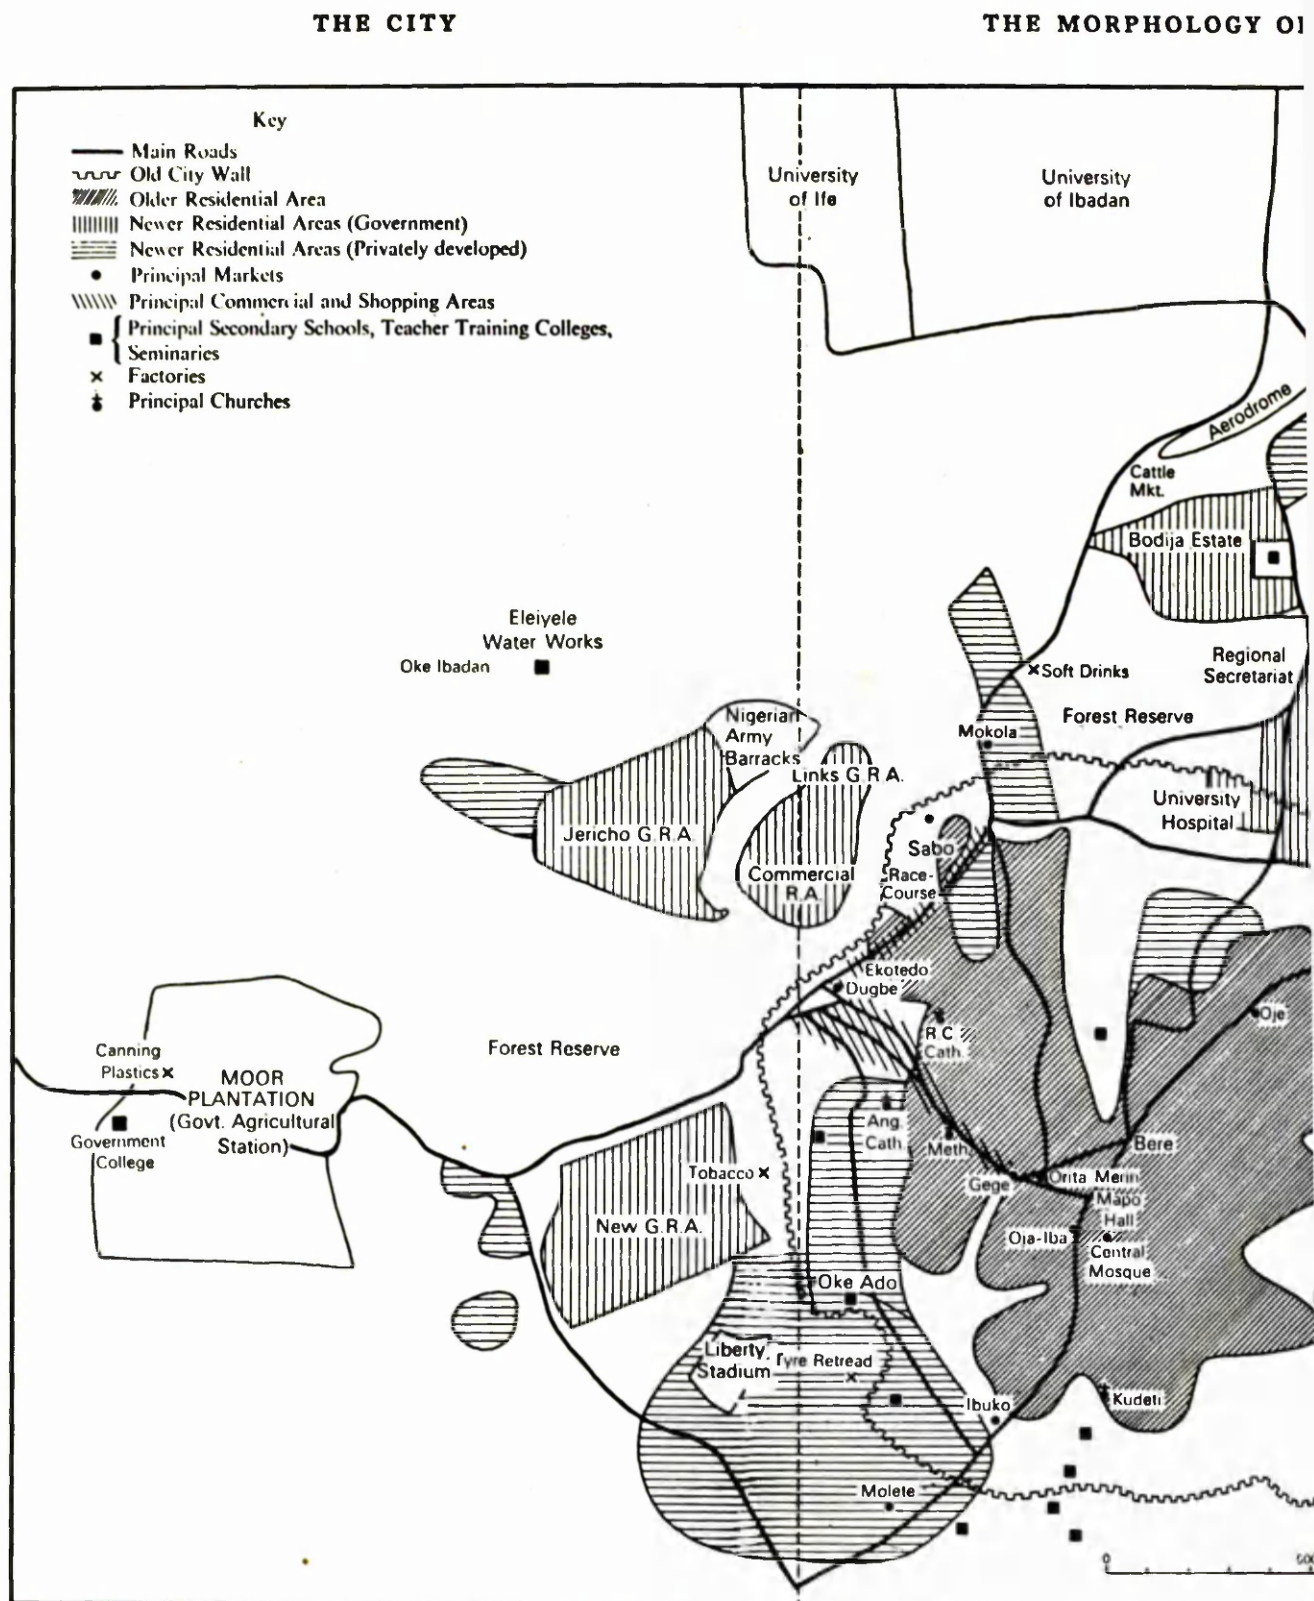 THE CITY
THE MORPHOLOGY OF
Key
Main Roads
Old City Wall
Older Residential Area
Newer Residential Areas (Government)
Newer Residential Areas (Privately developed)
Principal Markets
Principal Commercial and Shopping Areas
Principal Secondary Schools, Teacher Training Colleges,
Seminaries
Factories
Principal Churches
University
of Ife
University
of Ibadan
Aerodrome
Cattle
Mkt.
Bodija Estate
Eleiyele
Water Works
Oke Ibadan
Soft Drinks
Regional
Secretariat
Forest Reserve
Nigerian
Army
Barracks
Mokola
Links G.R.A.
University
Hospital
Jericho G.R.A.
Sabo
Commercial
R.A.
Race-
Course
Ekotedo
Dugbe
Oje
R.C.
Cath.
Forest Reserve
Canning
Plastics
MOOR
PLANTATION
(Govt. Agricultural
Station)
Government
College
Ang.
Cath.
Meth.
Bere
Tobacco
Gege
Orita Merin
Mapo
Hall
New G.R.A.
Oja-Iba
Central
Mosque
Oke Ado
Liberty
Stadium
Tyre Retread
Ibuko
Kudeti
Molete
0